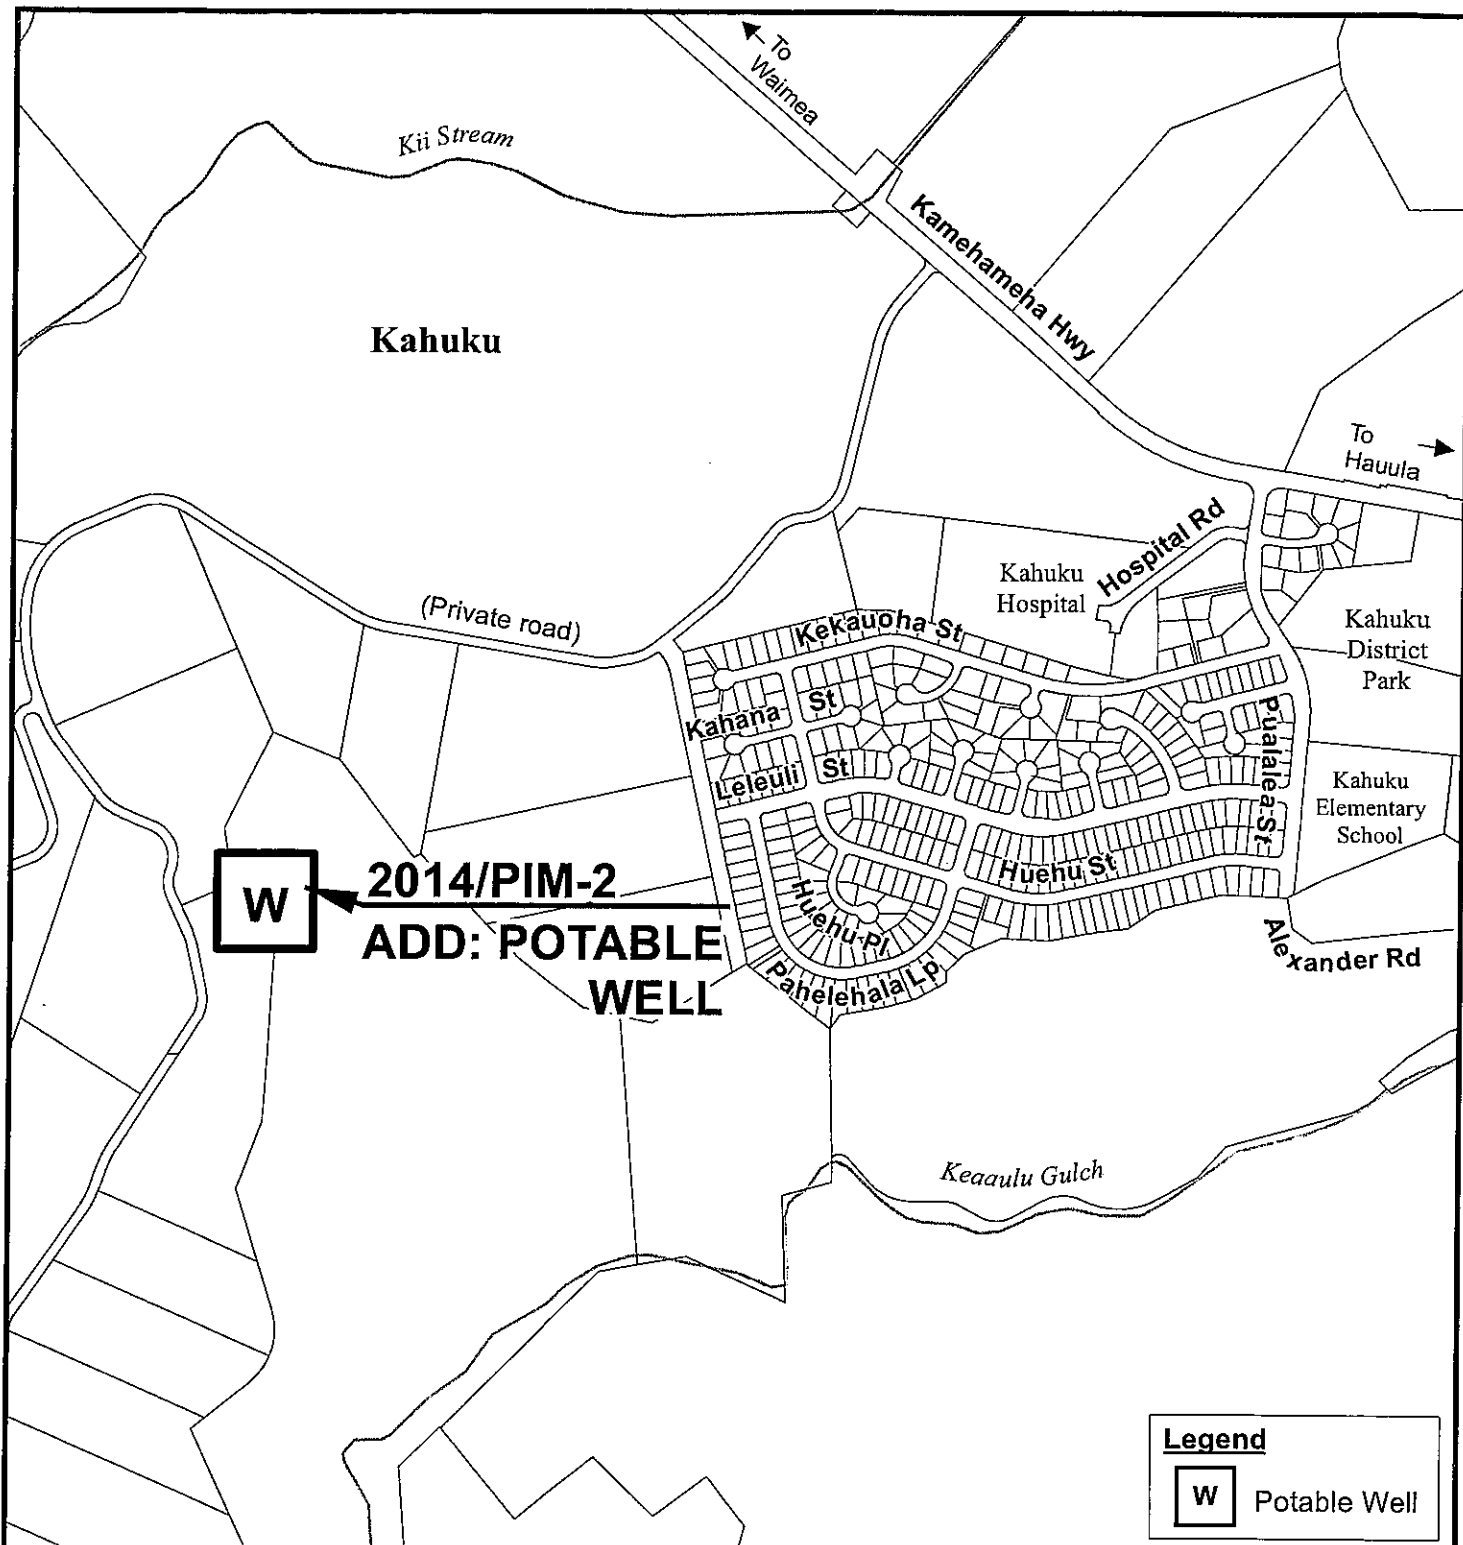 To
Waimea
Kii Stream
Kamehameha Hwy
Kahuku
To
Hauula
Hospital Rd
Kahuku
Hospital
(Private road)
Kekauoha St
Kahuku
District
Park
Kahana St
Pualalea St
Leleuli St
Kahuku
Elementary
School
2014/PIM-2
W
Huehu St
Huehu Pl
ADD: POTABLE
WELL
Alexander Rd
Pahelehala Lp
Keaaulu Gulch
Legend
W Potable Well